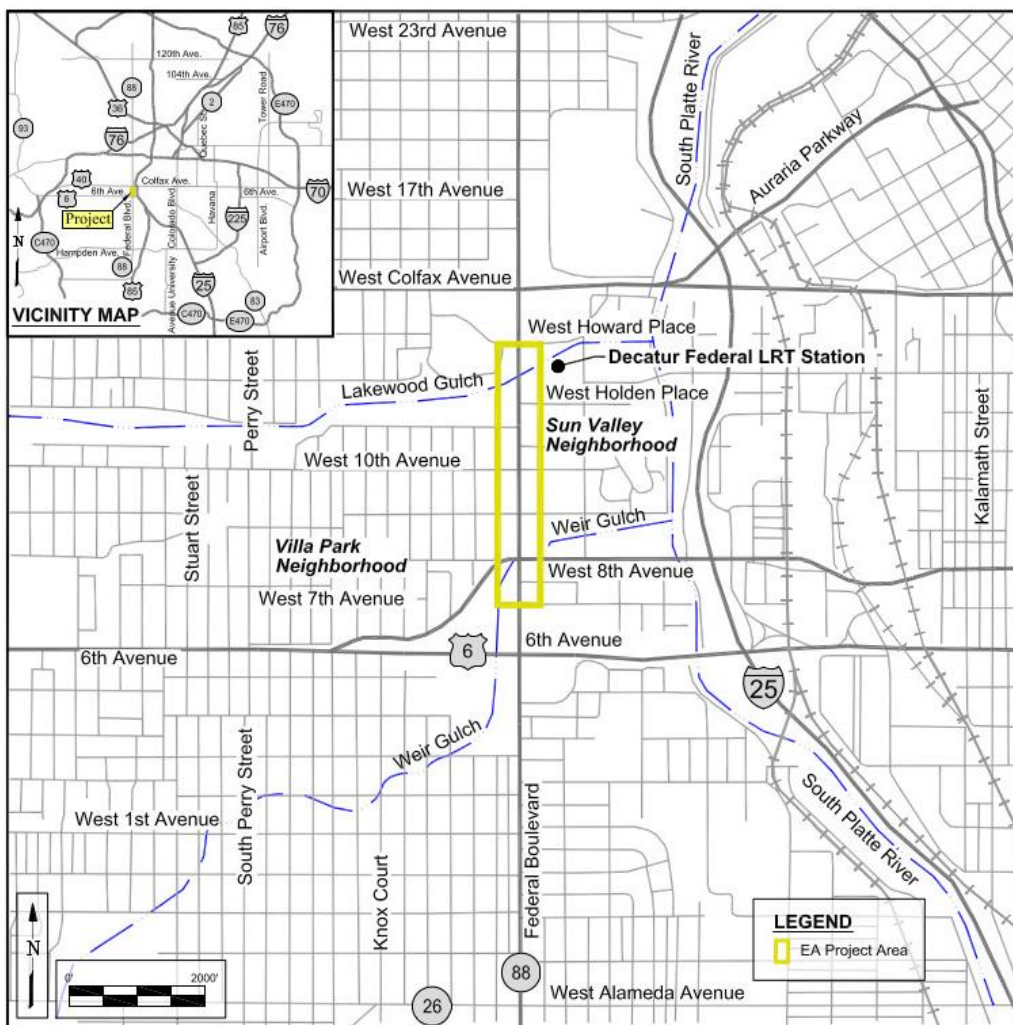 85
76
120th Ave.
104th Ave.
88
2
Tower Road
E470
36
Quebec St
93
76
40
Colfax Ave.
6
6th Ave.
6th Ave.
70
Project
Federal Blvd.
Colorado Blvd
Havana
225
Airport Blvd.
N
C470
Hampden Ave.
88
Avenue University
25
85
83
C470
E470
VICINITY MAP
West 23rd Avenue
South Platte River
Auraria Parkway
West 17th Avenue
West Colfax Avenue
West Howard Place
Decatur Federal LRT Station
Perry Street
Lakewood Gulch
West Holden Place
Sun Valley
Neighborhood
West 10th Avenue
Kalamath Street
Stuart Street
Weir Gulch
Villa Park
Neighborhood
West 8th Avenue
West 7th Avenue
6th Avenue
6
6th Avenue
25
Weir Gulch
South Perry Street
West 1st Avenue
South Platte River
Knox Court
Federal Boulevard
LEGEND
EA Project Area
N
0'
2000'
88
West Alameda Avenue
26